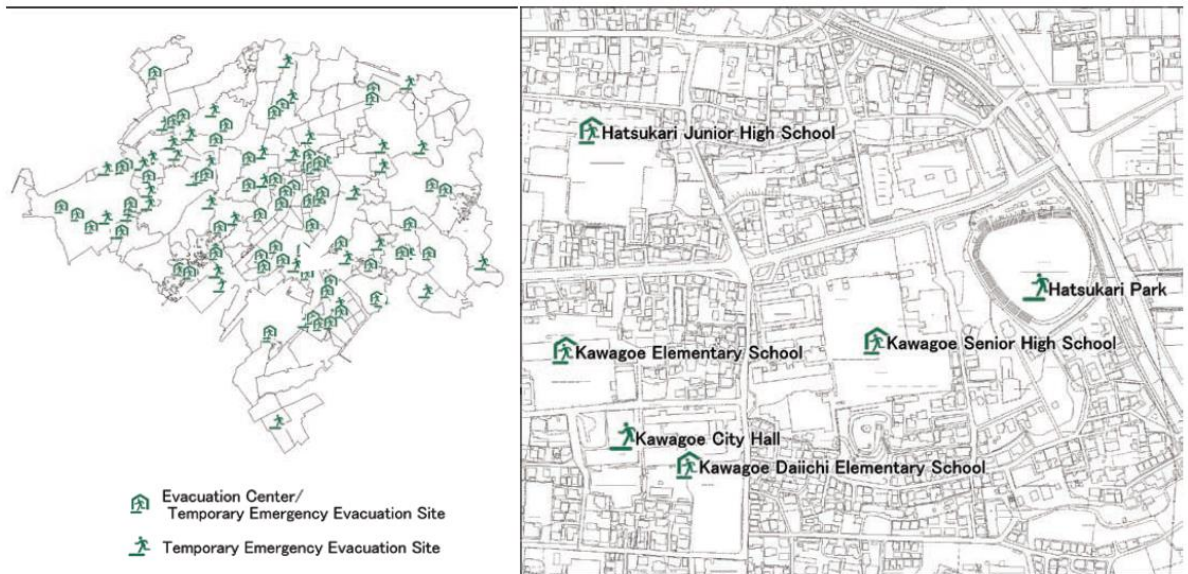 Evacuation Center/
Temporary Emergency Evacuation Site
Temporary Emergency Evacuation Site
Hatsukari Junior High School
Hatsukari Park
Kawagoe Senior High School
Kawagoe Elementary School
Kawagoe City Hall
Kawagoe Daiichi Elementary School